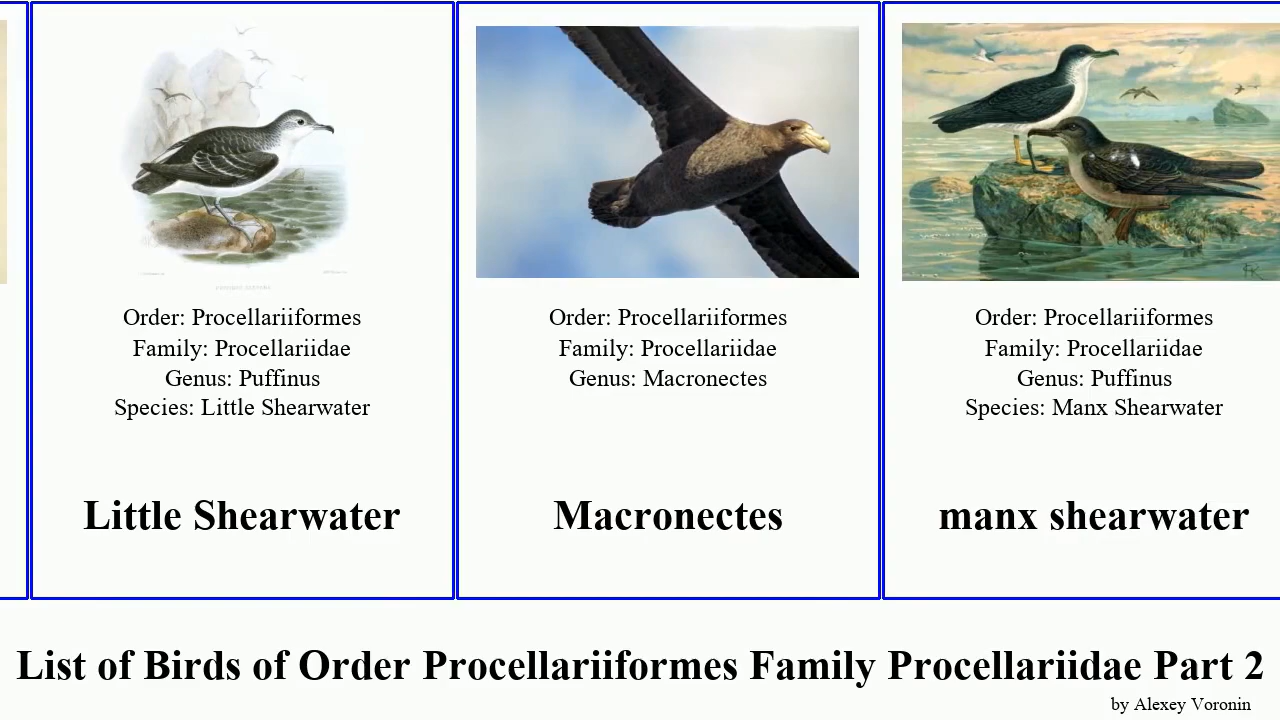 Order: Procellariiformes
Family: Procellariidae
Genus: Puffinus
Species: Little Shearwater
Little Shearwater
Order: Procellariiformes
Family: Procellariidae
Genus: Macronectes
Macronectes
Order: Procellariiformes
Family: Procellariidae
Genus: Puffinus
Species: Manx Shearwater
manx shearwater
List of Birds of Order Procellariiformes Family Procellariidae Part 2
by Alexey Voronin